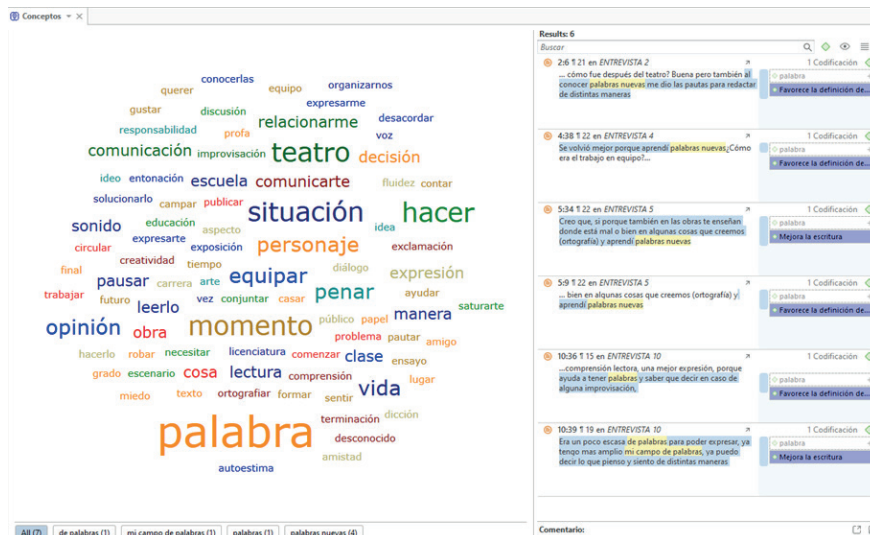 Conceptos
conocerlas
querer equipo organizarnos
gustar discusión expresarme
responsabilidad profa relacionarme desacordar
voz
comunicación improvisación teatro decisión
ideo entonación escuela comunicarte fluidez contar
solucionarlo campar publicar situación hacer
sonido educación aspecto idea
circular expresarte exposición personaje exclamación
final creatividad tiempo diálogo expresión
pausar carrera arte equipar
trabajar futuro vez conjuntar casar penar ayudar saturarte
leerlo manera
opinión obra momento público papel
problema pautar amigo
hacerlo robar necesitar licenciatura comenzar clase ensayo
grado escenario cosa lectura comprensión lugar
miedo texto ortografiar formar sentir vida
palabra terminación dicción
desconocido
amistad
autoestima
All (7) de palabras (1) mi campo de palabras (1) palabras (1) palabras nuevas (4)
Results: 6
Buscar
2:6 ¶ 21 en ENTREVISTA 2 1 Codificación
... cómo fue después del teatro? Buena pero también al
conocer palabras nuevas me dio las pautas para redactar
de distintas maneras
palabra
Favorece la definición de...
4:38 ¶ 22 en ENTREVISTA 4 1 Codificación
Se volvió mejor porque aprendí palabras nuevas¿Cómo
era el trabajo en equipo?...
palabra
Favorece la definición de...
5:34 ¶ 22 en ENTREVISTA 5 1 Codificación
Creo que, si porque también en las obras te enseñan
donde está mal o bien en algunas cosas que creemos
(ortografía) y aprendí palabras nuevas
palabra
Mejora la escritura
5:9 ¶ 22 en ENTREVISTA 5 1 Codificación
... bien en algunas cosas que creemos (ortografía) y
aprendí palabras nuevas
palabra
Favorece la definición de...
10:36 ¶ 15 en ENTREVISTA 10 1 Codificación
...comprensión lectora, una mejor expresión, porque
ayuda a tener palabras y saber que decir en caso de
alguna improvisación,
palabra
Favorece la definición de...
10:39 ¶ 19 en ENTREVISTA 10 1 Codificación
Era un poco escasa de palabras para poder expresar, ya
tengo mas amplio mi campo de palabras, ya puedo
decir lo que pienso y siento de distintas maneras
palabra
Mejora la escritura
Comentario: